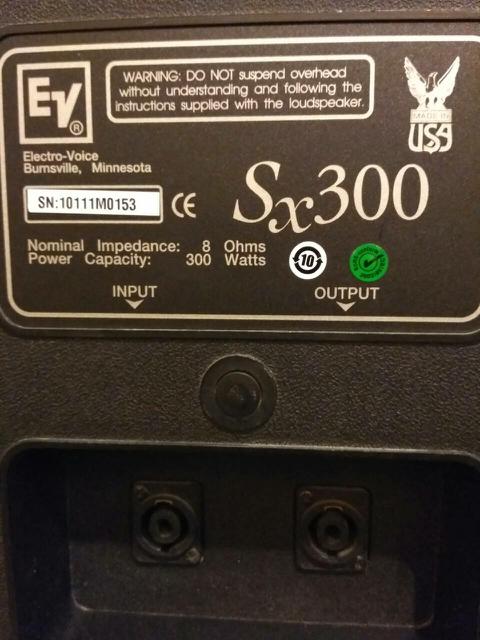 EV®
WARNING: DO NOT suspend overhead
without understanding and following the
instructions supplied with the loudspeaker.
MADE IN
USA
Electro-Voice
Burnsville, Minnesota
SN:10111M0153
CE
Sx300
Nominal Impedance: 8 Ohms
Power Capacity: 300 Watts
10
INPUT
OUTPUT